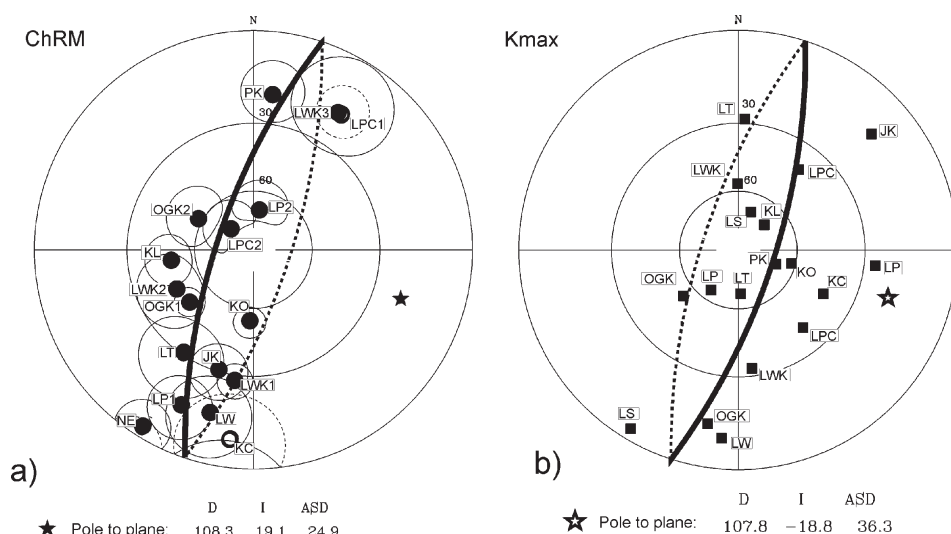 ChRM
N
PK
LWK3
30
LPC1
60
OGK2
LP2
LPC2
KL
LWK2
OGK1
KO
LT
JK
LWK1
LP1
LW
NE
KC
a)
D I ASD
Pole to plane: 108.3 19.1 24.9
Kmax
N
30
LT
JK
LPC
LWK
60
LS
KL
PK
KO
LP
OGK
LP
LT
KC
LPC
LWK
LS
OGK
LW
b)
D I ASD
Pole to plane: 107.8 −18.8 36.3